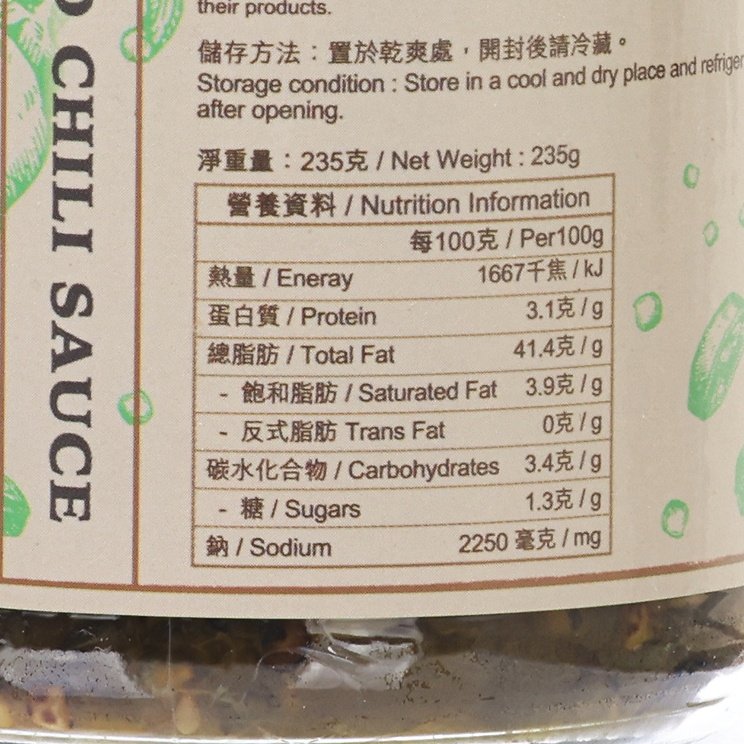 their products.
儲存方法：置於乾爽處，開封後請冷藏。
Storage condition : Store in a cool and dry place and
after opening.
淨重量：235克 / Net Weight : 235g
營養資料 / Nutrition Information
每100克 / Per100g
熱量 / Eneray 1667千焦 / kJ
蛋白質 / Protein 3.1克 / g
總脂肪 / Total Fat 41.4克 / g
- 飽和脂肪 / Saturated Fat 3.9克 / g
- 反式脂肪 Trans Fat 0克 / g
碳水化合物 / Carbohydrates 3.4克 / g
- 糖 / Sugars 1.3克 / g
鈉 / Sodium 2250 毫克 / mg
CHILI SAUCE